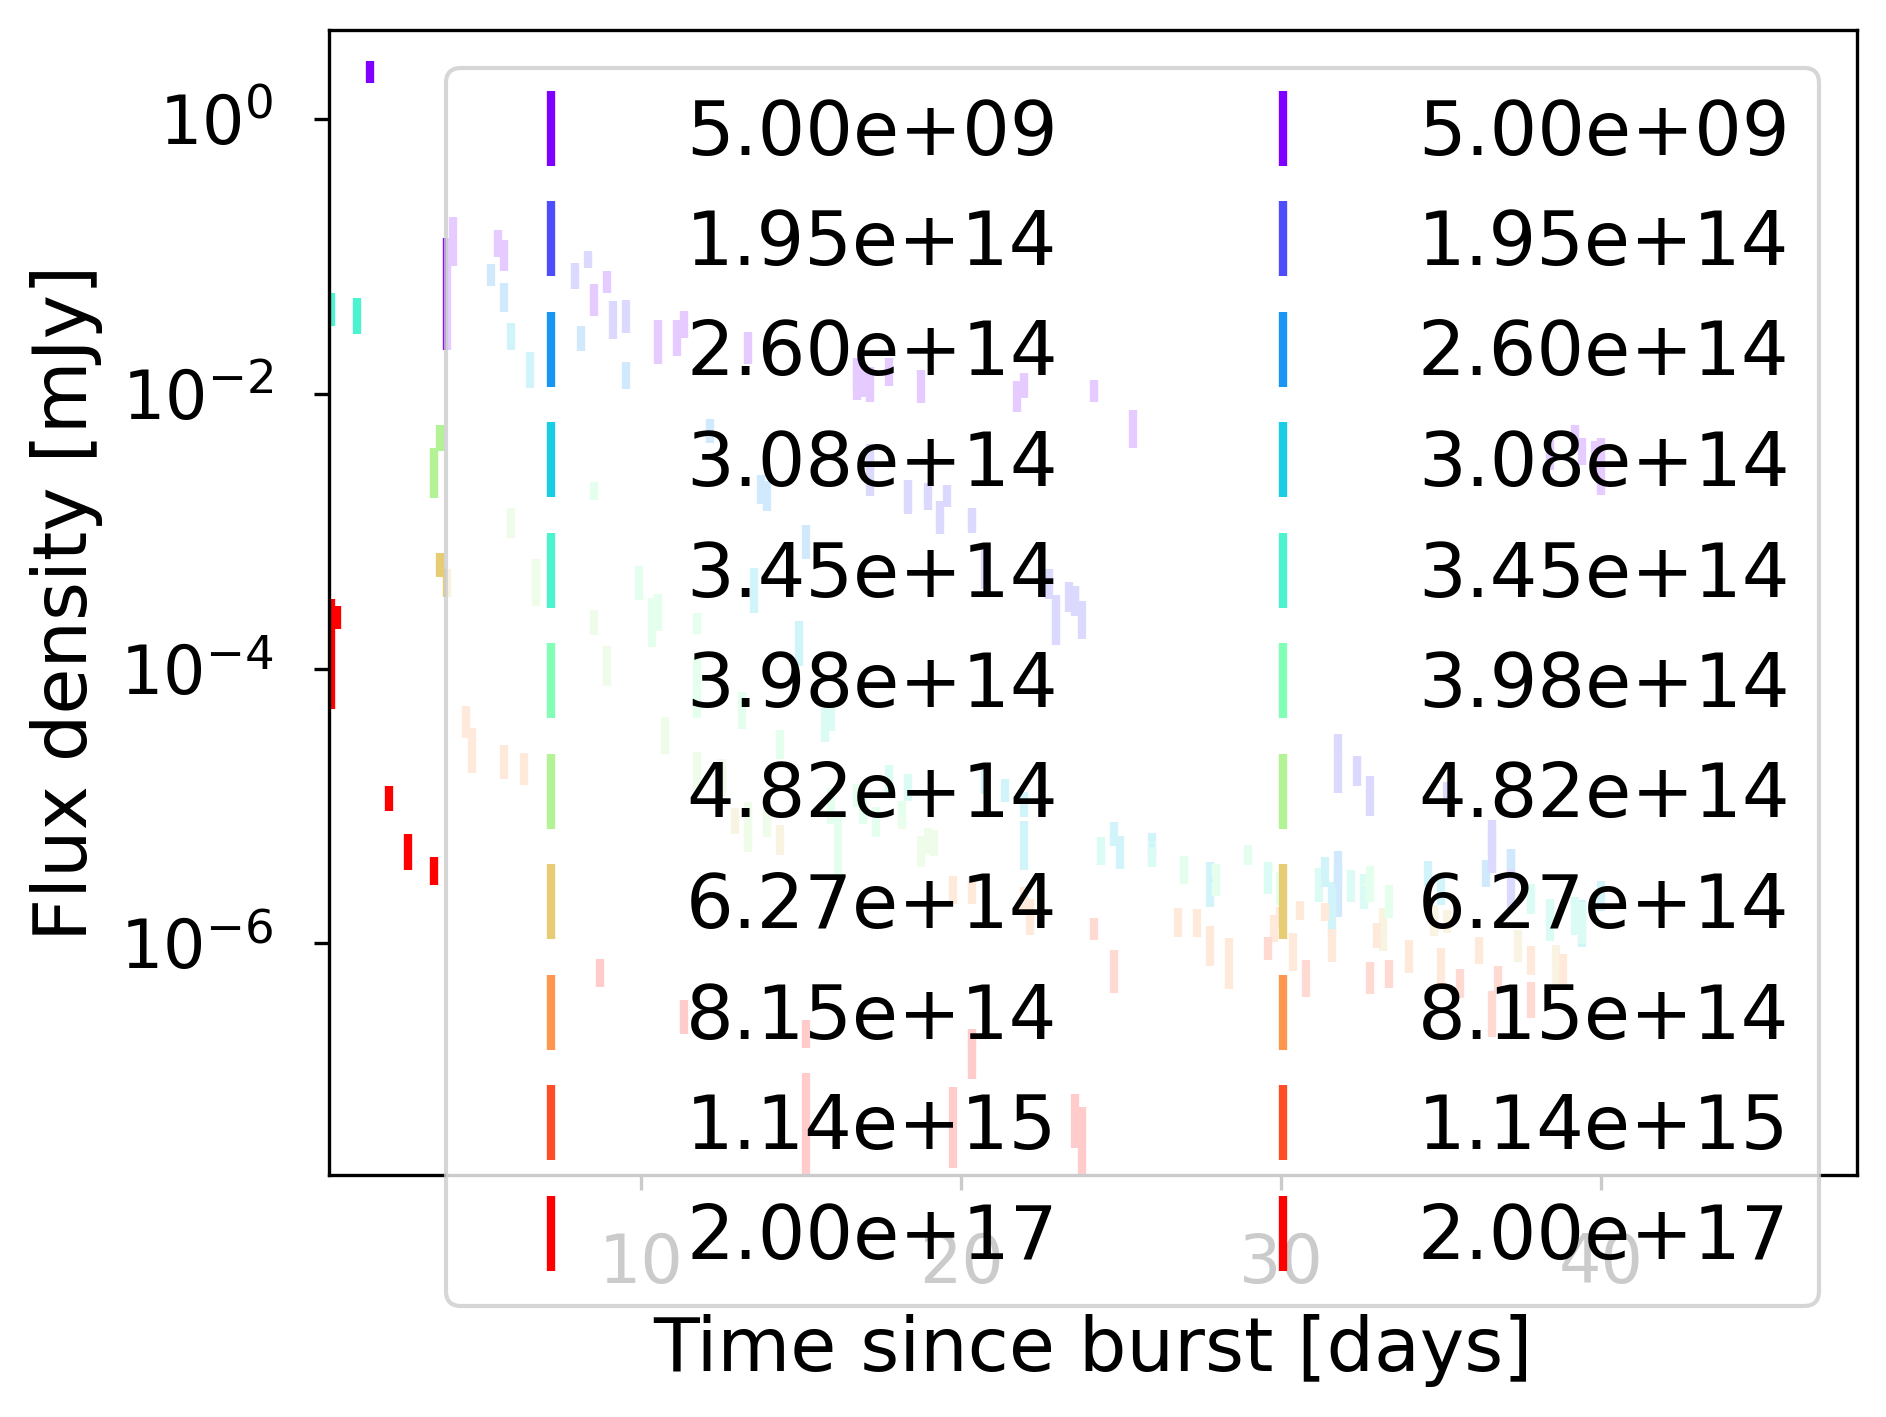 10⁰
10⁻²
10⁻⁴
10⁻⁶
Flux density [mJy]
5.00e+09 5.00e+09
1.95e+14 1.95e+14
2.60e+14 2.60e+14
3.08e+14 3.08e+14
3.45e+14 3.45e+14
3.98e+14 3.98e+14
4.82e+14 4.82e+14
6.27e+14 6.27e+14
8.15e+14 8.15e+14
1.14e+15 1.14e+15
2.00e+17 2.00e+17
10 20 30 40
Time since burst [days]